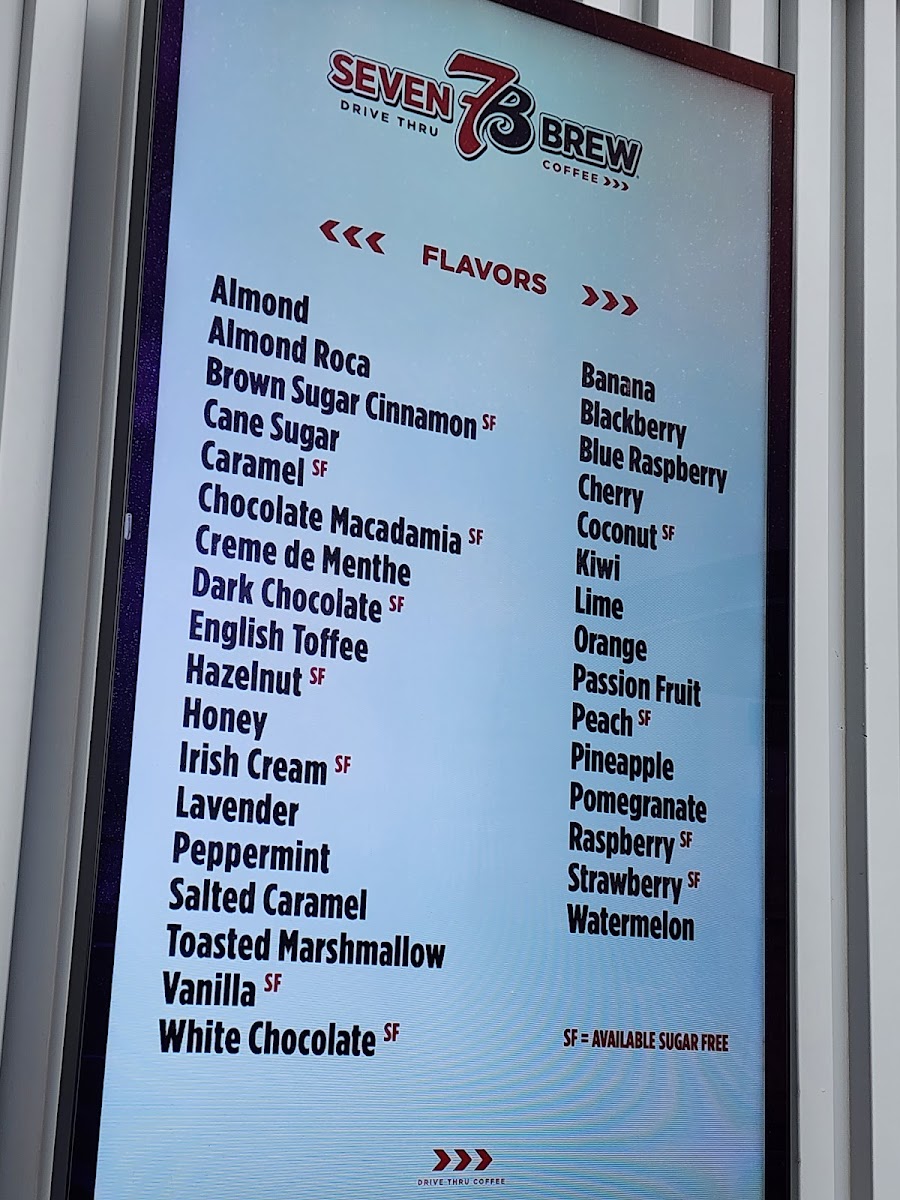 SEVEN 7B BREW
DRIVE THRU
COFFEE >>>
<<< FLAVORS >>>
Almond
Almond Roca
Brown Sugar Cinnamon SF
Cane Sugar
Caramel SF
Chocolate Macadamia SF
Creme de Menthe
Dark Chocolate SF
English Toffee
Hazelnut SF
Honey
Irish Cream SF
Lavender
Peppermint
Salted Caramel
Toasted Marshmallow
Vanilla SF
White Chocolate SF
Banana
Blackberry
Blue Raspberry
Cherry
Coconut SF
Kiwi
Lime
Orange
Passion Fruit
Peach SF
Pineapple
Pomegranate
Raspberry SF
Strawberry SF
Watermelon
SF = AVAILABLE SUGAR FREE
>>>
DRIVE THRU COFFEE